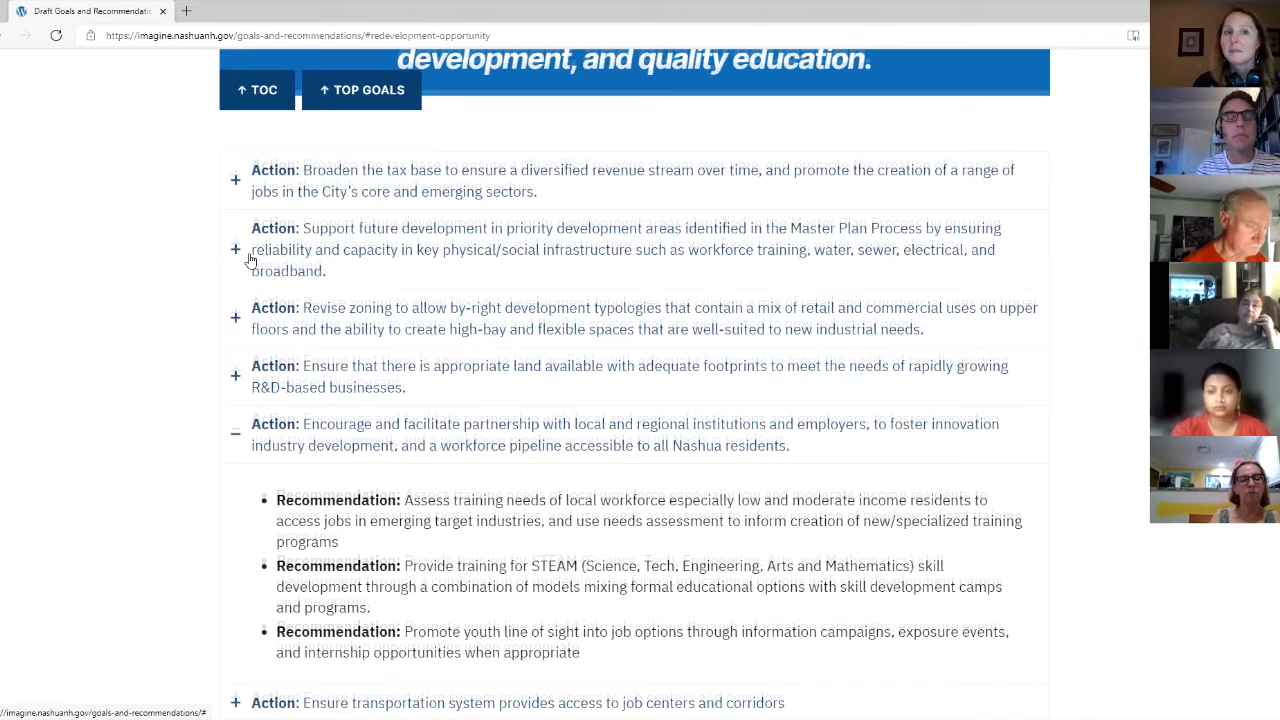 Draft Goals and Recommendatio
https://imagine.nashuanh.gov/goals-and-recommendations/#redevelopment-opportunity
development, and quality education.
↑ TOC
↑ TOP GOALS
+ Action: Broaden the tax base to ensure a diversified revenue stream over time, and promote the creation of a range of
jobs in the City's core and emerging sectors.
+ Action: Support future development in priority development areas identified in the Master Plan Process by ensuring
reliability and capacity in key physical/social infrastructure such as workforce training, water, sewer, electrical, and
broadband.
+ Action: Revise zoning to allow by-right development typologies that contain a mix of retail and commercial uses on upper
floors and the ability to create high-bay and flexible spaces that are well-suited to new industrial needs.
+ Action: Ensure that there is appropriate land available with adequate footprints to meet the needs of rapidly growing
R&D-based businesses.
− Action: Encourage and facilitate partnership with local and regional institutions and employers, to foster innovation
industry development, and a workforce pipeline accessible to all Nashua residents.
• Recommendation: Assess training needs of local workforce especially low and moderate income residents to
access jobs in emerging target industries, and use needs assessment to inform creation of new/specialized training
programs
• Recommendation: Provide training for STEAM (Science, Tech, Engineering, Arts and Mathematics) skill
development through a combination of models mixing formal educational options with skill development camps
and programs.
• Recommendation: Promote youth line of sight into job options through information campaigns, exposure events,
and internship opportunities when appropriate
+ Action: Ensure transportation system provides access to job centers and corridors
//imagine.nashuanh.gov/goals-and-recommendations/#